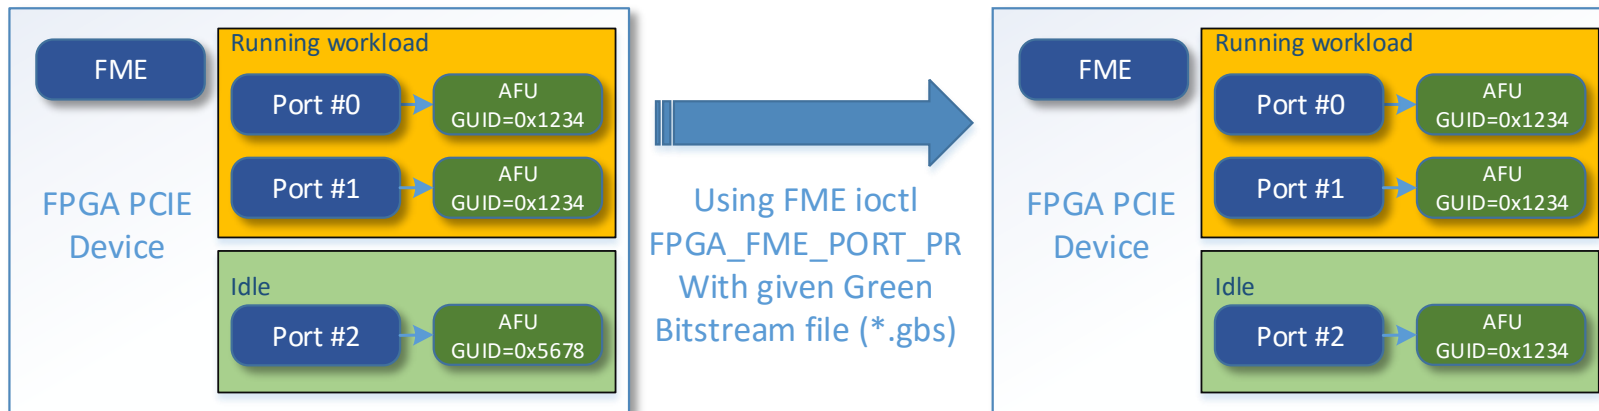 FME
Running workload
Port #0
AFU
GUID=0x1234
Port #1
AFU
GUID=0x1234
FPGA PCIE
Device
Idle
Port #2
AFU
GUID=0x5678
Using FME ioctl
FPGA_FME_PORT_PR
With given Green
Bitstream file (*.gbs)
FME
Running workload
Port #0
AFU
GUID=0x1234
Port #1
AFU
GUID=0x1234
FPGA PCIE
Device
Idle
Port #2
AFU
GUID=0x1234